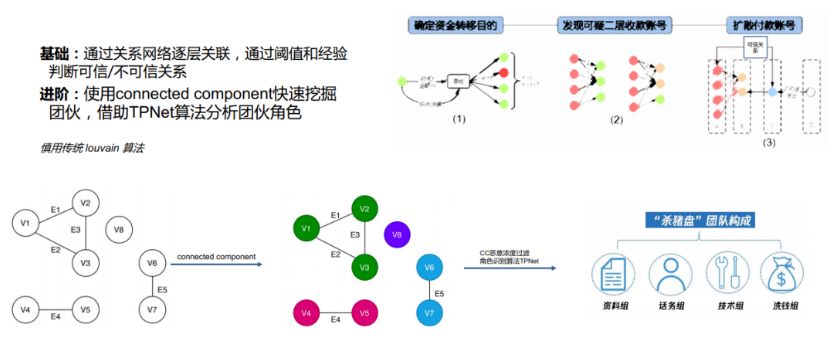 基础：通过关系网络逐层关联，通过阈值和经验
判断可信/不可信关系
进阶：使用connected component快速挖掘
团伙，借助TPNet算法分析团伙角色
慎用传统 louvain 算法
确定资金转移目的
发现可疑二层收款账号
扩散付款账号
可信关
系
(1)
(2)
(3)
V1
E1
V2
E3
V8
E2
V3
V6
E5
V4
E4
V5
V7
connected component
V1
E1
V2
E3
V8
E2
V3
V6
E5
V4
E4
V5
V7
CC恶意浓度过滤
角色识别算法TPNet
“杀猪盘”团队构成
资料组
话务组
技术组
洗钱组